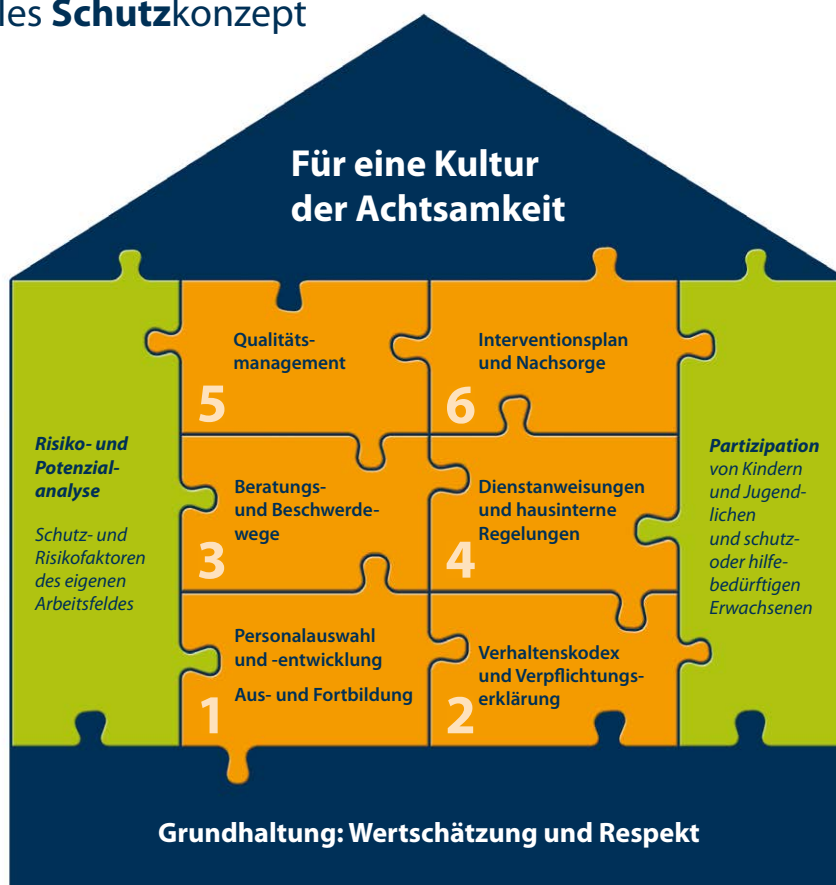 les Schutzkonzept
Für eine Kultur
der Achtsamkeit
Risiko- und
Potenzial-
analyse
Schutz- und
Risikofaktoren
des eigenen
Arbeitsfeldes
Qualitäts-
management
5
Interventionsplan
und Nachsorge
6
Beratungs-
und Beschwerde-
wege
3
Dienstanweisungen
und hausinterne
Regelungen
4
Personalauswahl
und -entwicklung
Aus- und Fortbildung
1
Verhaltenskodex
und Verpflichtungs-
erklärung
2
Partizipation
von Kindern
und Jugend-
lichen
und schutz-
oder hilfe-
bedürftigen
Erwachsenen
Grundhaltung: Wertschätzung und Respekt